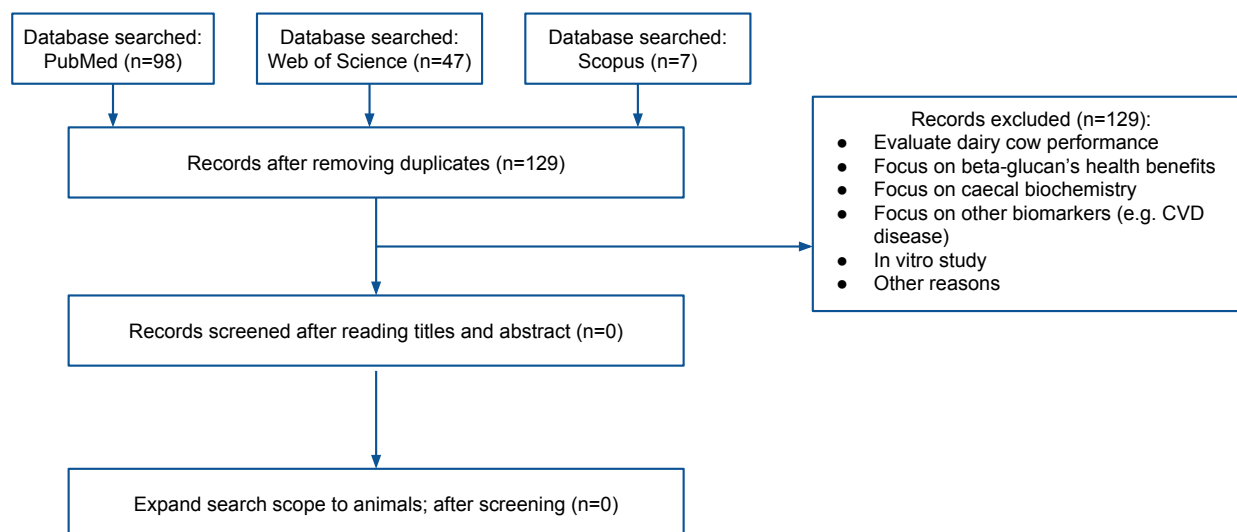 Database searched:
PubMed (n=98)
Database searched:
Web of Science (n=47)
Database searched:
Scopus (n=7)
Records after removing duplicates (n=129)
Records excluded (n=129):
● Evaluate dairy cow performance
● Focus on beta-glucan’s health benefits
● Focus on caecal biochemistry
● Focus on other biomarkers (e.g. CVD
disease)
● In vitro study
● Other reasons
Records screened after reading titles and abstract (n=0)
Expand search scope to animals; after screening (n=0)